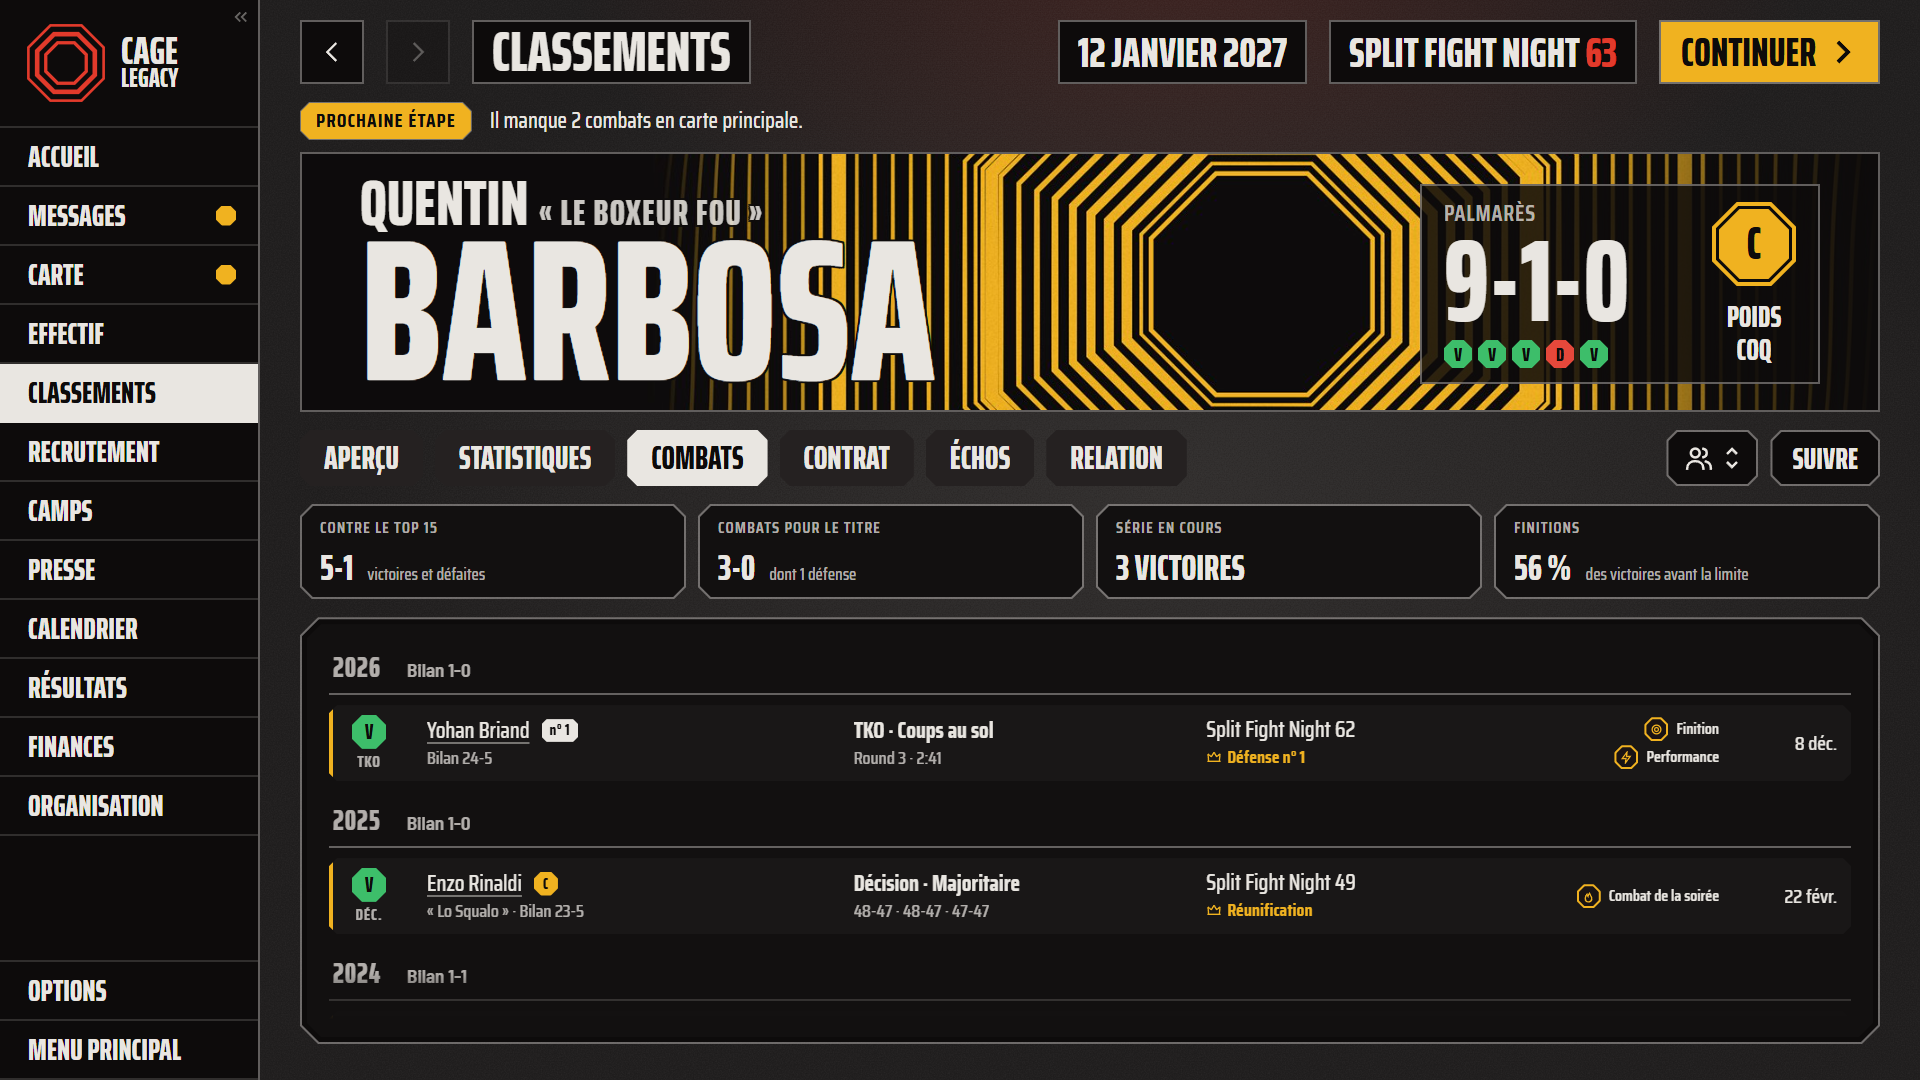 CAGE
LEGACY
CLASSEMENTS
12 JANVIER 2027
SPLIT FIGHT NIGHT 63
CONTINUER
PROCHAINE ÉTAPE
Il manque 2 combats en carte principale.
ACCUEIL
MESSAGES
CARTE
EFFECTIF
CLASSEMENTS
RECRUTEMENT
CAMPS
PRESSE
CALENDRIER
RÉSULTATS
FINANCES
ORGANISATION
OPTIONS
MENU PRINCIPAL
QUENTIN « LE BOXEUR FOU »
BARBOSA
PALMARÈS
9-1-0
V V V D V
C
POIDS
COQ
APERÇU
STATISTIQUES
COMBATS
CONTRAT
ÉCHOS
RELATION
SUIVRE
CONTRE LE TOP 15
5-1 victoires et défaites
COMBATS POUR LE TITRE
3-0 dont 1 défense
SÉRIE EN COURS
3 VICTOIRES
FINITIONS
56 % des victoires avant la limite
2026 Bilan 1-0
V
TKO
Yohan Briand n° 1
Bilan 24-5
TKO · Coups au sol
Round 3 · 2:41
Split Fight Night 62
Défense n° 1
Finition
Performance
8 déc.
2025 Bilan 1-0
V
DÉC.
Enzo Rinaldi C
« Lo Squalo » · Bilan 23-5
Décision · Majoritaire
48-47 · 48-47 · 47-47
Split Fight Night 49
Réunification
Combat de la soirée
22 févr.
2024 Bilan 1-1